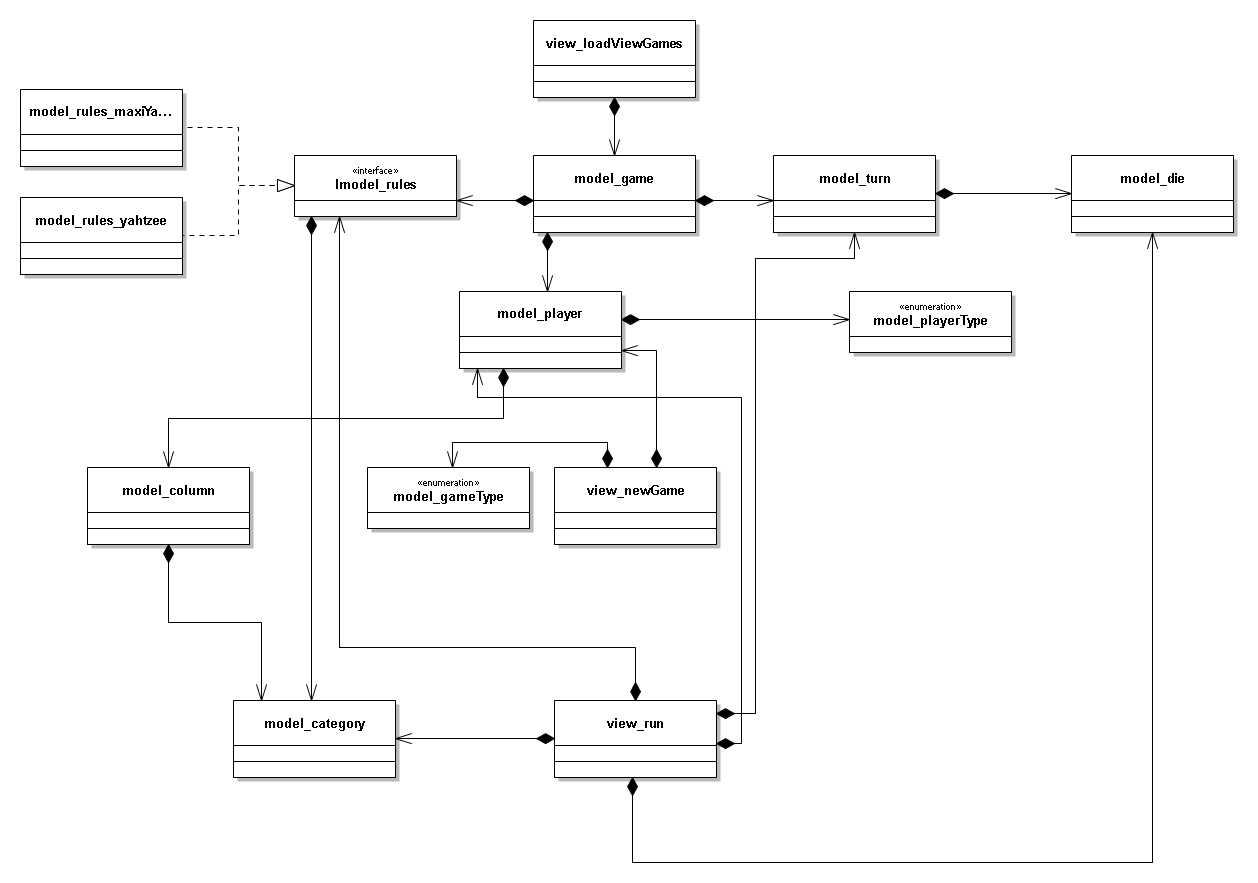 view_loadViewGames
model_rules_maxiYa...
«interface»
Imodel_rules
model_game
model_turn
model_die
model_rules_yahtzee
model_player
«enumeration»
model_playerType
model_column
«enumeration»
model_gameType
view_newGame
model_category
view_run